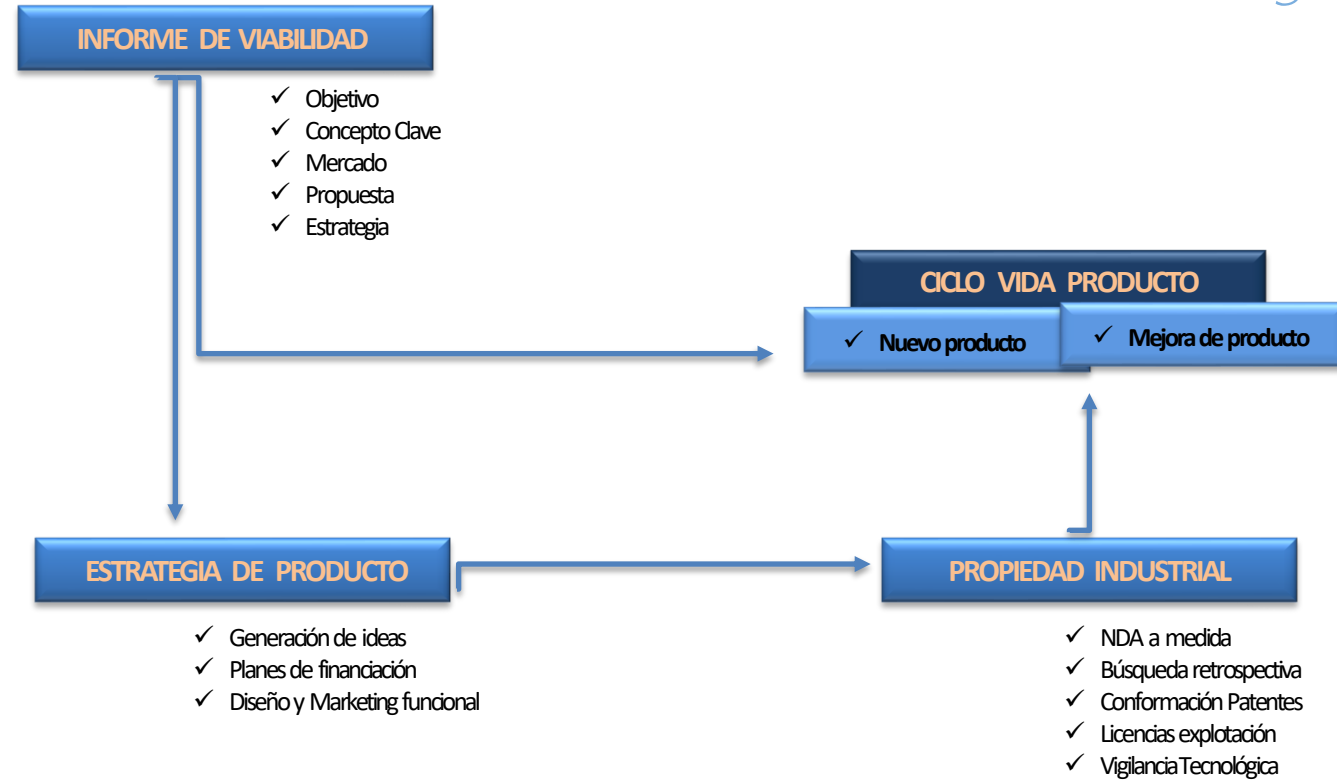 INFORME DE VIABILIDAD
✓ Objetivo
✓ Concepto Clave
✓ Mercado
✓ Propuesta
✓ Estrategia
CICLO VIDA PRODUCTO
✓ Nuevo producto
✓ Mejora de producto
ESTRATEGIA DE PRODUCTO
✓ Generación de ideas
✓ Planes de financiación
✓ Diseño y Marketing funcional
PROPIEDAD INDUSTRIAL
✓ NDA a medida
✓ Búsqueda retrospectiva
✓ Conformación Patentes
✓ Licencias explotación
✓ Vigilancia Tecnológica